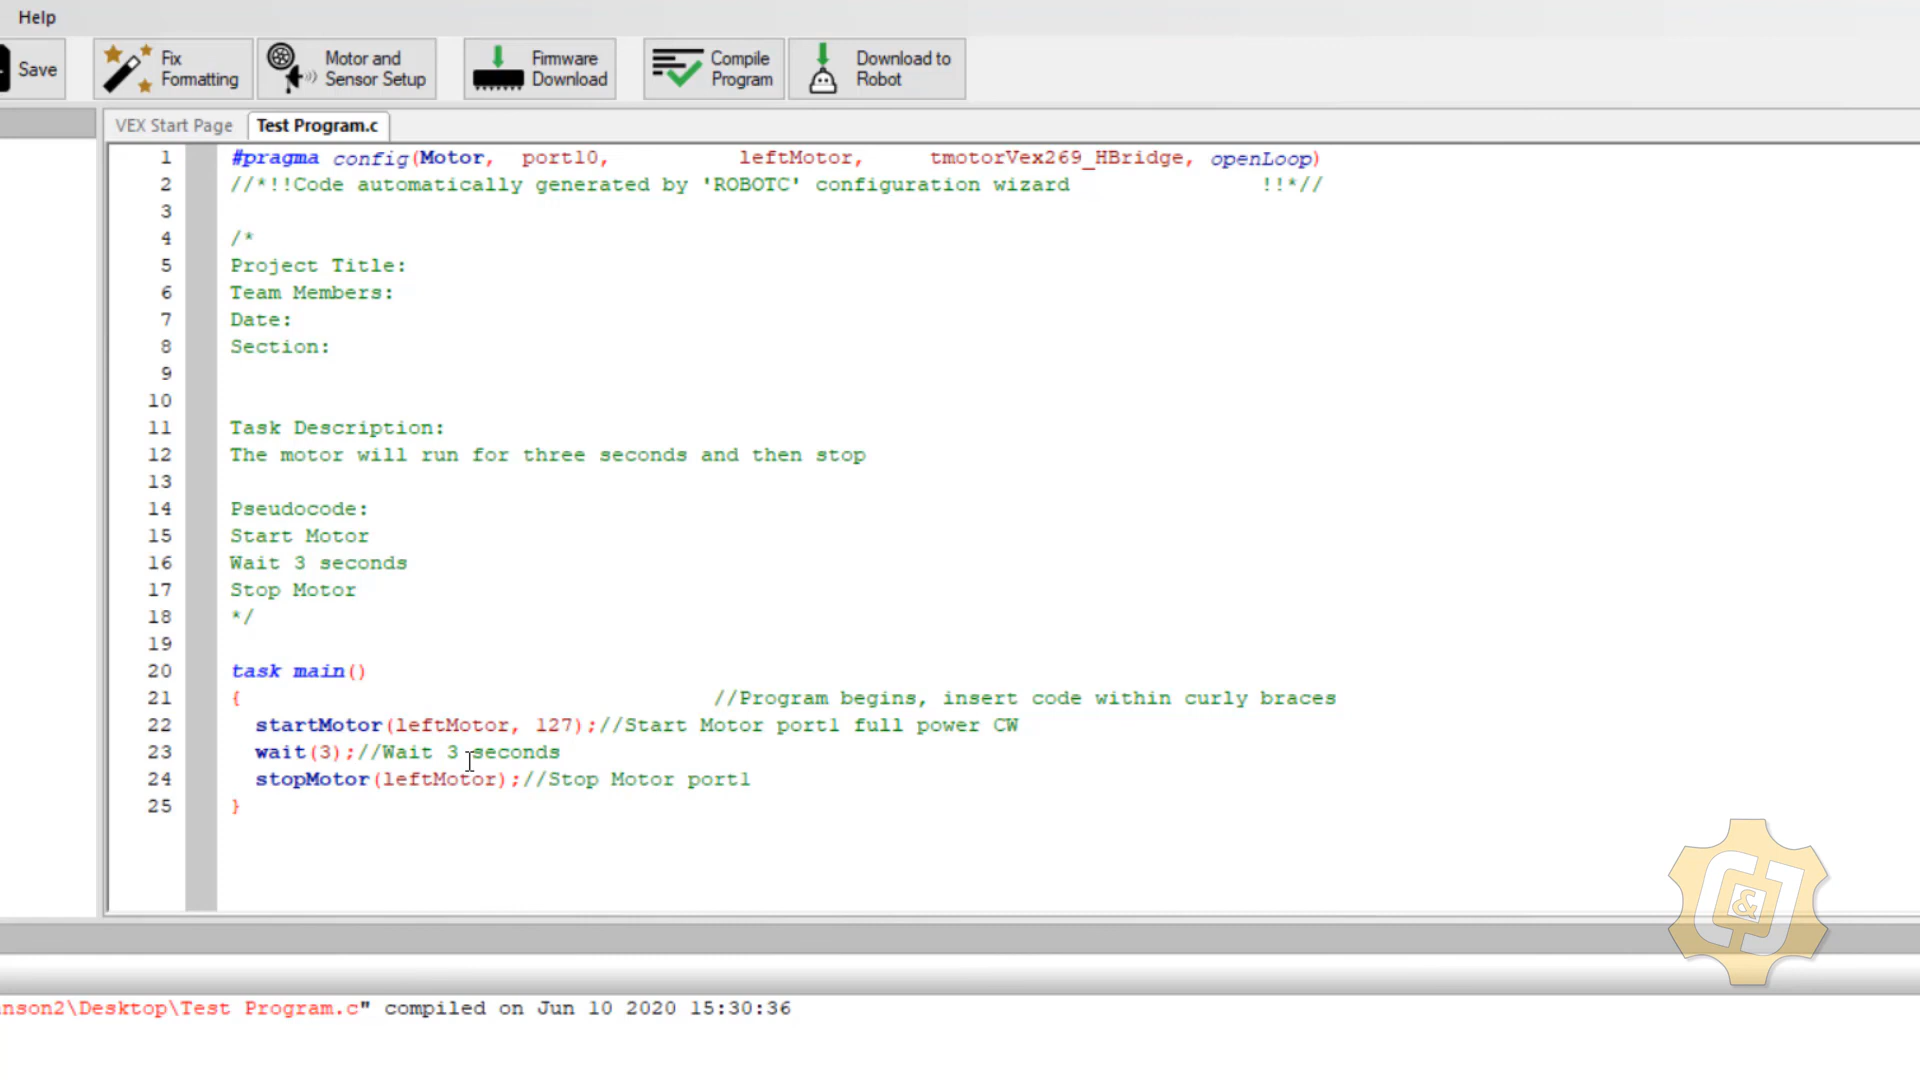 Help
Save
Fix
Formatting
Motor and
Sensor Setup
Firmware
Download
Compile
Program
Download to
Robot
VEX Start Page
Test Program.c
1 #pragma config(Motor, port10, leftMotor, tmotorVex269_HBridge, openLoop)
2 //*!!Code automatically generated by 'ROBOTC' configuration wizard !!*//
3
4 /*
5 Project Title:
6 Team Members:
7 Date:
8 Section:
9
10
11 Task Description:
12 The motor will run for three seconds and then stop
13
14 Pseudocode:
15 Start Motor
16 Wait 3 seconds
17 Stop Motor
18 */
19
20 task main()
21 { //Program begins, insert code within curly braces
22 startMotor(leftMotor, 127);//Start Motor port1 full power CW
23 wait(3);//Wait 3 seconds
24 stopMotor(leftMotor);//Stop Motor port1
25 }
&
nson2\Desktop\Test Program.c" compiled on Jun 10 2020 15:30:36